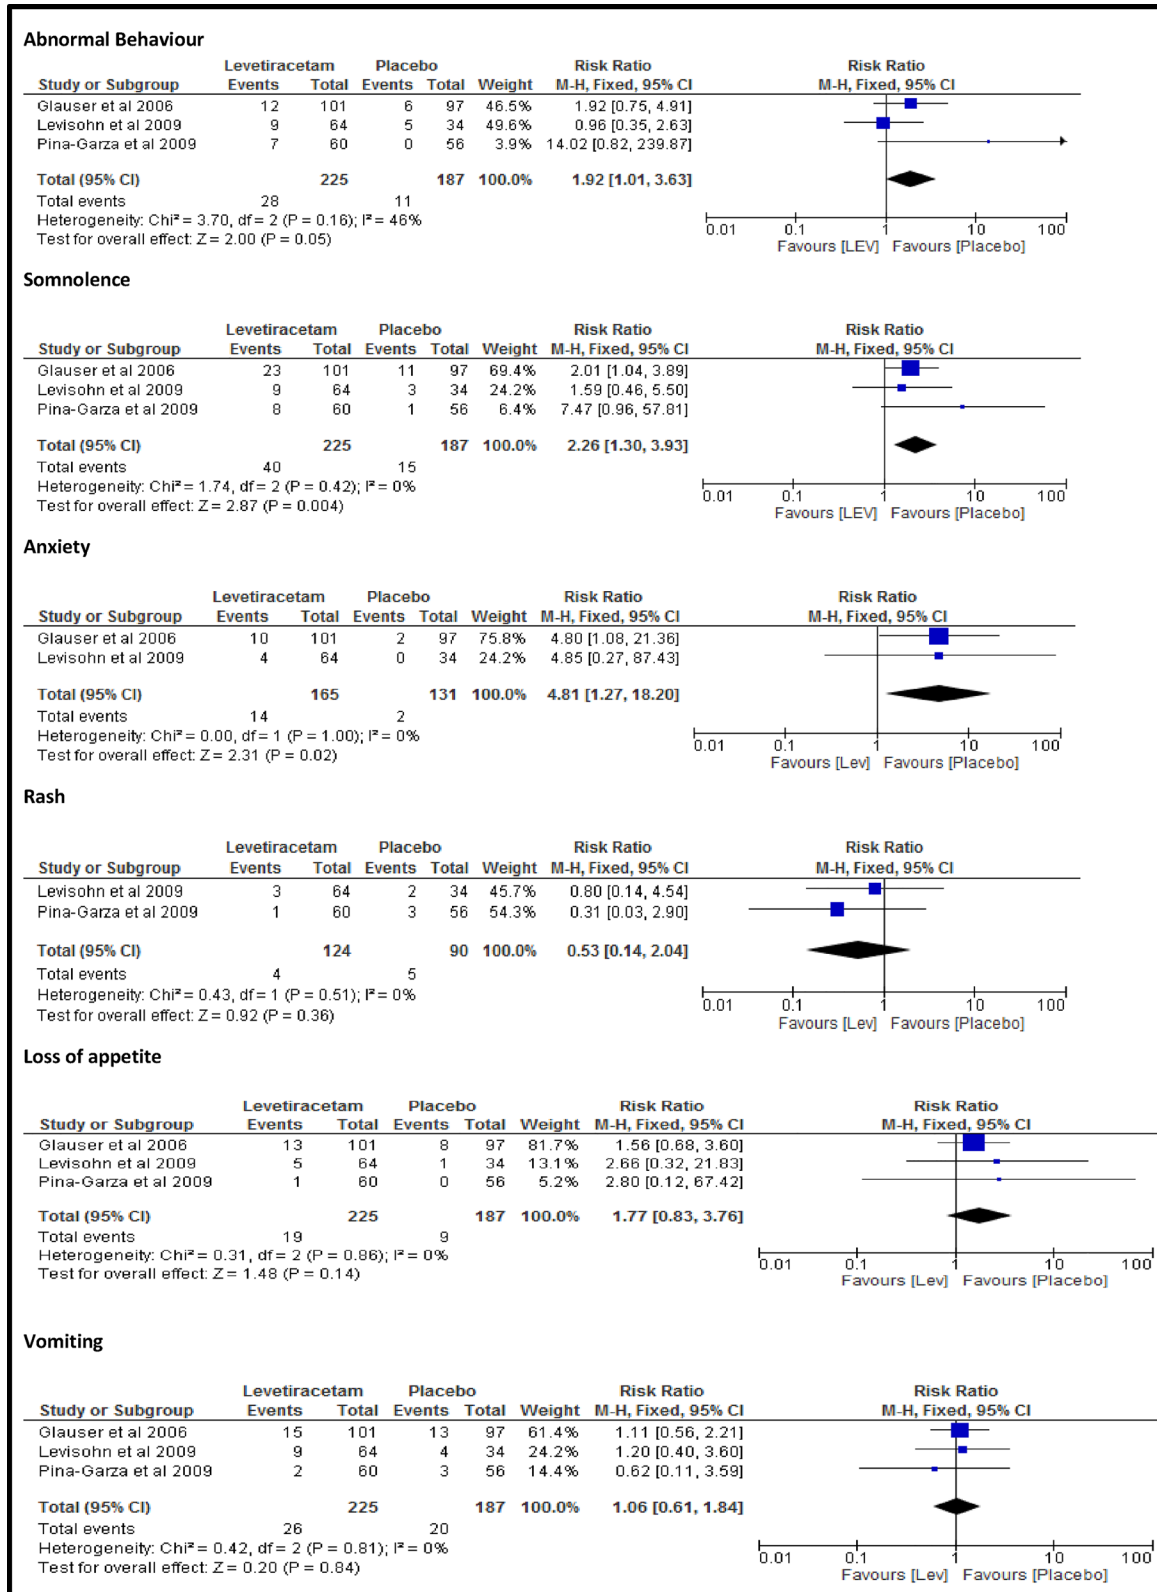 Abnormal Behaviour
Levetiracetam Placebo Risk Ratio Risk Ratio
Study or Subgroup Events Total Events Total Weight M-H, Fixed, 95% CI M-H, Fixed, 95% CI
Glauser et al 2006 12 101 6 97 46.5% 1.92 [0.75, 4.91]
Levisohn et al 2009 9 64 5 34 49.6% 0.96 [0.35, 2.63]
Pina-Garza et al 2009 7 60 0 56 3.9% 14.02 [0.82, 239.87]
Total (95% CI) 225 187 100.0% 1.92 [1.01, 3.63]
Total events 28 11
Heterogeneity: Chi² = 3.70, df = 2 (P = 0.16); I² = 46%
Test for overall effect: Z = 2.00 (P = 0.05)
0.01 0.1 1 10 100
Favours [LEV] Favours [Placebo]
Somnolence
Levetiracetam Placebo Risk Ratio Risk Ratio
Study or Subgroup Events Total Events Total Weight M-H, Fixed, 95% CI M-H, Fixed, 95% CI
Glauser et al 2006 23 101 11 97 69.4% 2.01 [1.04, 3.89]
Levisohn et al 2009 9 64 3 34 24.2% 1.59 [0.46, 5.50]
Pina-Garza et al 2009 8 60 1 56 6.4% 7.47 [0.96, 57.81]
Total (95% CI) 225 187 100.0% 2.26 [1.30, 3.93]
Total events 40 15
Heterogeneity: Chi² = 1.74, df = 2 (P = 0.42); I² = 0%
Test for overall effect: Z = 2.87 (P = 0.004)
0.01 0.1 1 10 100
Favours [LEV] Favours [Placebo]
Anxiety
Levetiracetam Placebo Risk Ratio Risk Ratio
Study or Subgroup Events Total Events Total Weight M-H, Fixed, 95% CI M-H, Fixed, 95% CI
Glauser et al 2006 10 101 2 97 75.8% 4.80 [1.08, 21.36]
Levisohn et al 2009 4 64 0 34 24.2% 4.85 [0.27, 87.43]
Total (95% CI) 165 131 100.0% 4.81 [1.27, 18.20]
Total events 14 2
Heterogeneity: Chi² = 0.00, df = 1 (P = 1.00); I² = 0%
Test for overall effect: Z = 2.31 (P = 0.02)
0.01 0.1 1 10 100
Favours [Lev] Favours [Placebo]
Rash
Levetiracetam Placebo Risk Ratio Risk Ratio
Study or Subgroup Events Total Events Total Weight M-H, Fixed, 95% CI M-H, Fixed, 95% CI
Levisohn et al 2009 3 64 2 34 45.7% 0.80 [0.14, 4.54]
Pina-Garza et al 2009 1 60 3 56 54.3% 0.31 [0.03, 2.90]
Total (95% CI) 124 90 100.0% 0.53 [0.14, 2.04]
Total events 4 5
Heterogeneity: Chi² = 0.43, df = 1 (P = 0.51); I² = 0%
Test for overall effect: Z = 0.92 (P = 0.36)
0.01 0.1 1 10 100
Favours [Lev] Favours [Placebo]
Loss of appetite
Levetiracetam Placebo Risk Ratio Risk Ratio
Study or Subgroup Events Total Events Total Weight M-H, Fixed, 95% CI M-H, Fixed, 95% CI
Glauser et al 2006 13 101 8 97 81.7% 1.56 [0.68, 3.60]
Levisohn et al 2009 5 64 1 34 13.1% 2.66 [0.32, 21.83]
Pina-Garza et al 2009 1 60 0 56 5.2% 2.80 [0.12, 67.42]
Total (95% CI) 225 187 100.0% 1.77 [0.83, 3.76]
Total events 19 9
Heterogeneity: Chi² = 0.31, df = 2 (P = 0.86); I² = 0%
Test for overall effect: Z = 1.48 (P = 0.14)
0.01 0.1 1 10 100
Favours [Lev] Favours [Placebo]
Vomiting
Levetiracetam Placebo Risk Ratio Risk Ratio
Study or Subgroup Events Total Events Total Weight M-H, Fixed, 95% CI M-H, Fixed, 95% CI
Glauser et al 2006 15 101 13 97 61.4% 1.11 [0.56, 2.21]
Levisohn et al 2009 9 64 4 34 24.2% 1.20 [0.40, 3.60]
Pina-Garza et al 2009 2 60 3 56 14.4% 0.62 [0.11, 3.59]
Total (95% CI) 225 187 100.0% 1.06 [0.61, 1.84]
Total events 26 20
Heterogeneity: Chi² = 0.42, df = 2 (P = 0.81); I² = 0%
Test for overall effect: Z = 0.20 (P = 0.84)
0.01 0.1 1 10 100
Favours [Lev] Favours [Placebo]